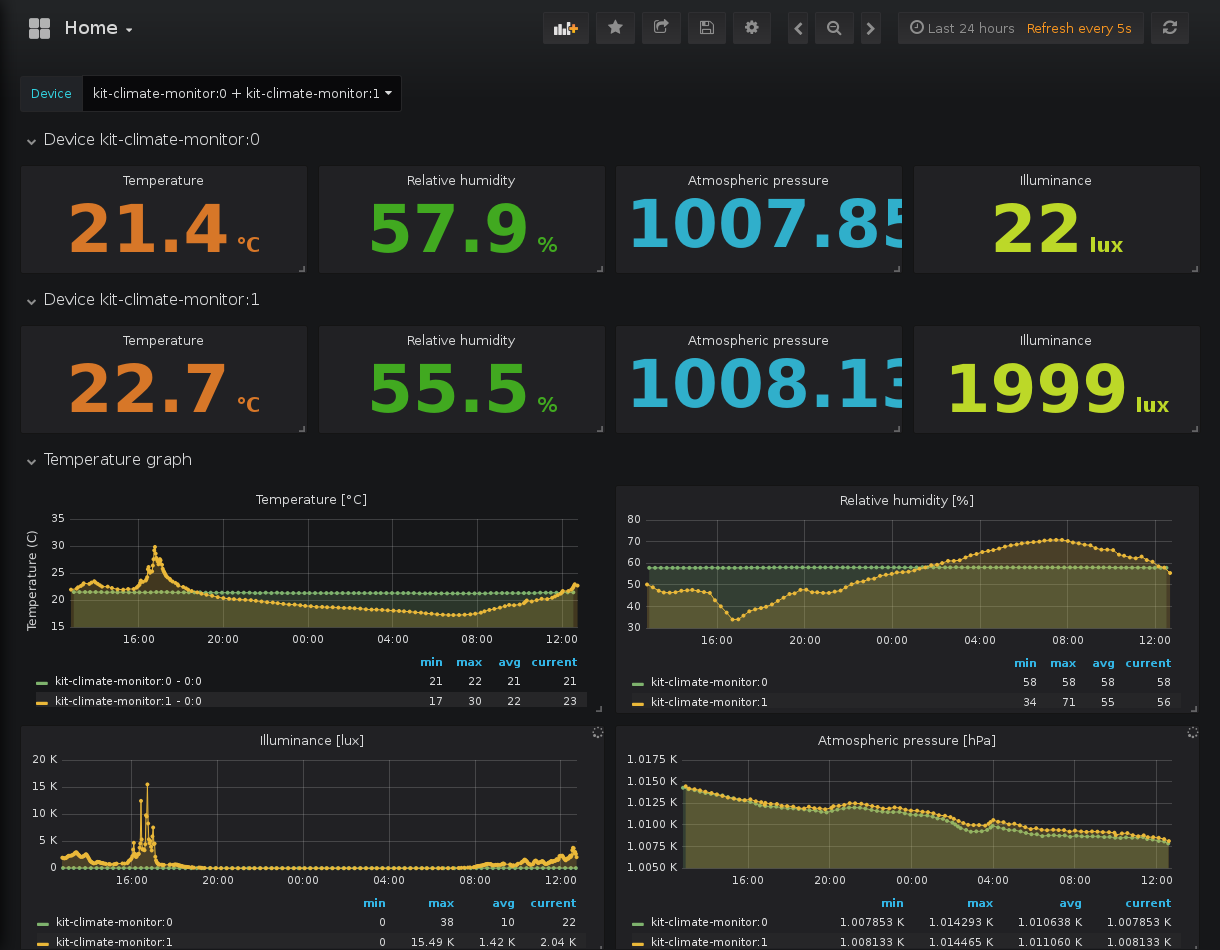 Home
Last 24 hours Refresh every 5s
Device kit-climate-monitor:0 + kit-climate-monitor:1
Device kit-climate-monitor:0
Temperature Relative humidity Atmospheric pressure Illuminance
21.4 °C 57.9 % 1007.85 22 lux
Device kit-climate-monitor:1
Temperature Relative humidity Atmospheric pressure Illuminance
22.7 °C 55.5 % 1008.13 1999 lux
Temperature graph
Temperature [°C]
Temperature (C)
35
30
25
20
15
16:00 20:00 00:00 04:00 08:00 12:00
min max avg current
kit-climate-monitor:0 - 0:0 21 22 21 21
kit-climate-monitor:1 - 0:0 17 30 22 23
Relative humidity [%]
80
70
60
50
40
30
16:00 20:00 00:00 04:00 08:00 12:00
min max avg current
kit-climate-monitor:0 58 58 58 58
kit-climate-monitor:1 34 71 55 56
Illuminance [lux]
20 K
15 K
10 K
5 K
0
16:00 20:00 00:00 04:00 08:00 12:00
min max avg current
kit-climate-monitor:0 0 38 10 22
kit-climate-monitor:1 0 15.49 K 1.42 K 2.04 K
Atmospheric pressure [hPa]
1.0175 K
1.0150 K
1.0125 K
1.0100 K
1.0075 K
1.0050 K
16:00 20:00 00:00 04:00 08:00 12:00
min max avg current
kit-climate-monitor:0 1.007853 K 1.014293 K 1.010638 K 1.007853 K
kit-climate-monitor:1 1.008133 K 1.014465 K 1.011060 K 1.008133 K